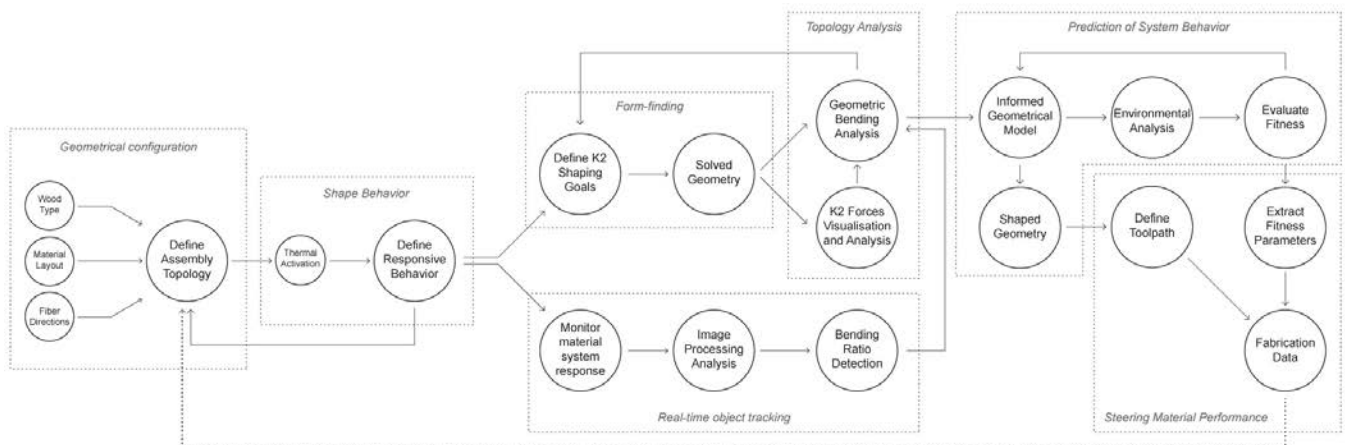 Geometrical configuration
Wood
Type
Material
Layout
Fiber
Directions
Define
Assembly
Topology
Shape Behavior
Thermal
Activation
Define
Responsive
Behavior
Form-finding
Define K2
Shaping
Goals
Solved
Geometry
Topology Analysis
Geometric
Bending
Analysis
K2 Forces
Visualisation
and Analysis
Real-time object tracking
Monitor
material
system
response
Image
Processing
Analysis
Bending
Ratio
Detection
Prediction of System Behavior
Informed
Geometrical
Model
Environmental
Analysis
Evaluate
Fitness
Shaped
Geometry
Steering Material Performance
Define
Toolpath
Extract
Fitness
Parameters
Fabrication
Data